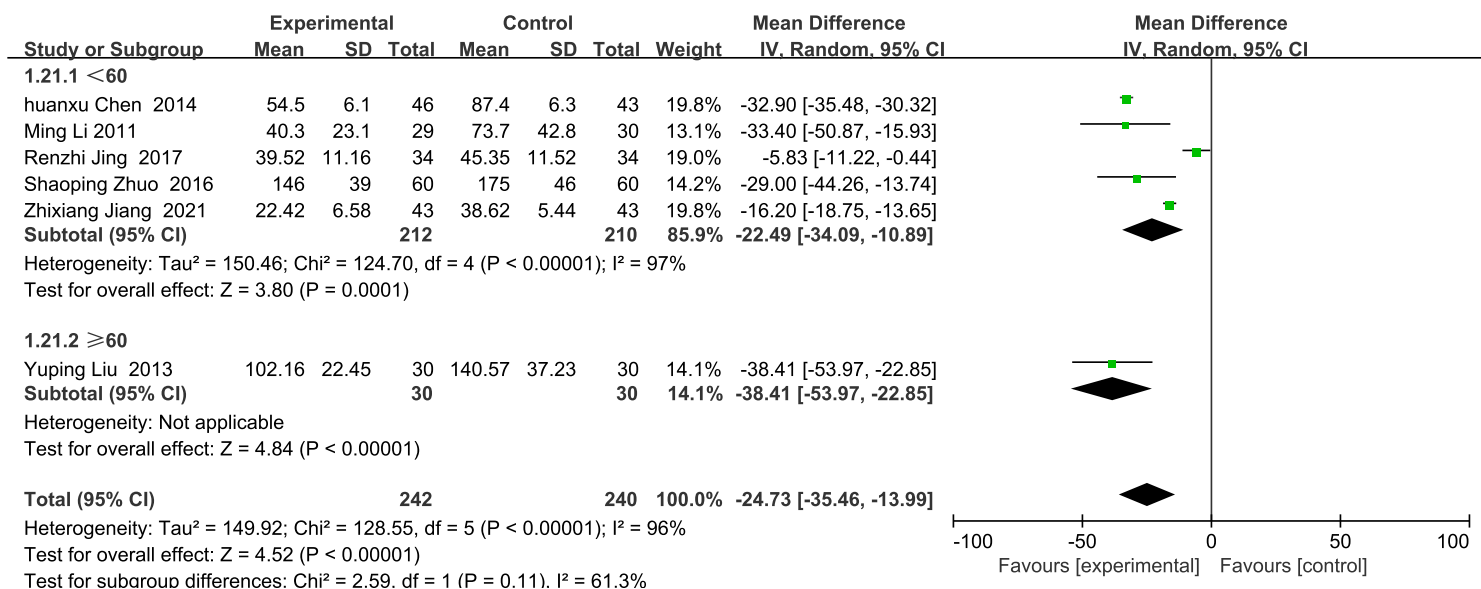 Experimental Control Mean Difference Mean Difference
Study or Subgroup Mean SD Total Mean SD Total Weight IV, Random, 95% CI IV, Random, 95% CI
1.21.1 <60
huanxu Chen 2014 54.5 6.1 46 87.4 6.3 43 19.8% -32.90 [-35.48, -30.32]
Ming Li 2011 40.3 23.1 29 73.7 42.8 30 13.1% -33.40 [-50.87, -15.93]
Renzhi Jing 2017 39.52 11.16 34 45.35 11.52 34 19.0% -5.83 [-11.22, -0.44]
Shaoping Zhuo 2016 146 39 60 175 46 60 14.2% -29.00 [-44.26, -13.74]
Zhixiang Jiang 2021 22.42 6.58 43 38.62 5.44 43 19.8% -16.20 [-18.75, -13.65]
Subtotal (95% CI) 212 210 85.9% -22.49 [-34.09, -10.89]
Heterogeneity: Tau² = 150.46; Chi² = 124.70, df = 4 (P < 0.00001); I² = 97%
Test for overall effect: Z = 3.80 (P = 0.0001)
1.21.2 ≥60
Yuping Liu 2013 102.16 22.45 30 140.57 37.23 30 14.1% -38.41 [-53.97, -22.85]
Subtotal (95% CI) 30 30 14.1% -38.41 [-53.97, -22.85]
Heterogeneity: Not applicable
Test for overall effect: Z = 4.84 (P < 0.00001)
Total (95% CI) 242 240 100.0% -24.73 [-35.46, -13.99]
Heterogeneity: Tau² = 149.92; Chi² = 128.55, df = 5 (P < 0.00001); I² = 96%
Test for overall effect: Z = 4.52 (P < 0.00001)
Test for subgroup differences: Chi² = 2.59, df = 1 (P = 0.11), I² = 61.3%
-100 -50 0 50 100
Favours [experimental] Favours [control]